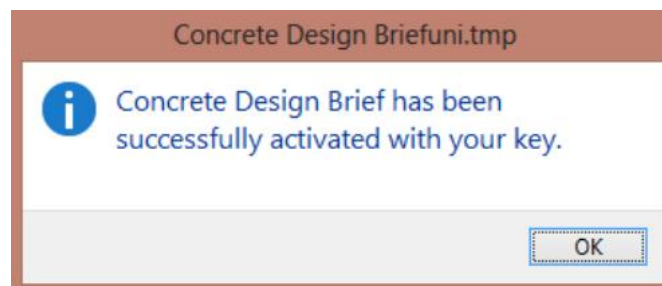 Concrete Design Briefuni.tmp
Concrete Design Brief has been
successfully activated with your key.
OK